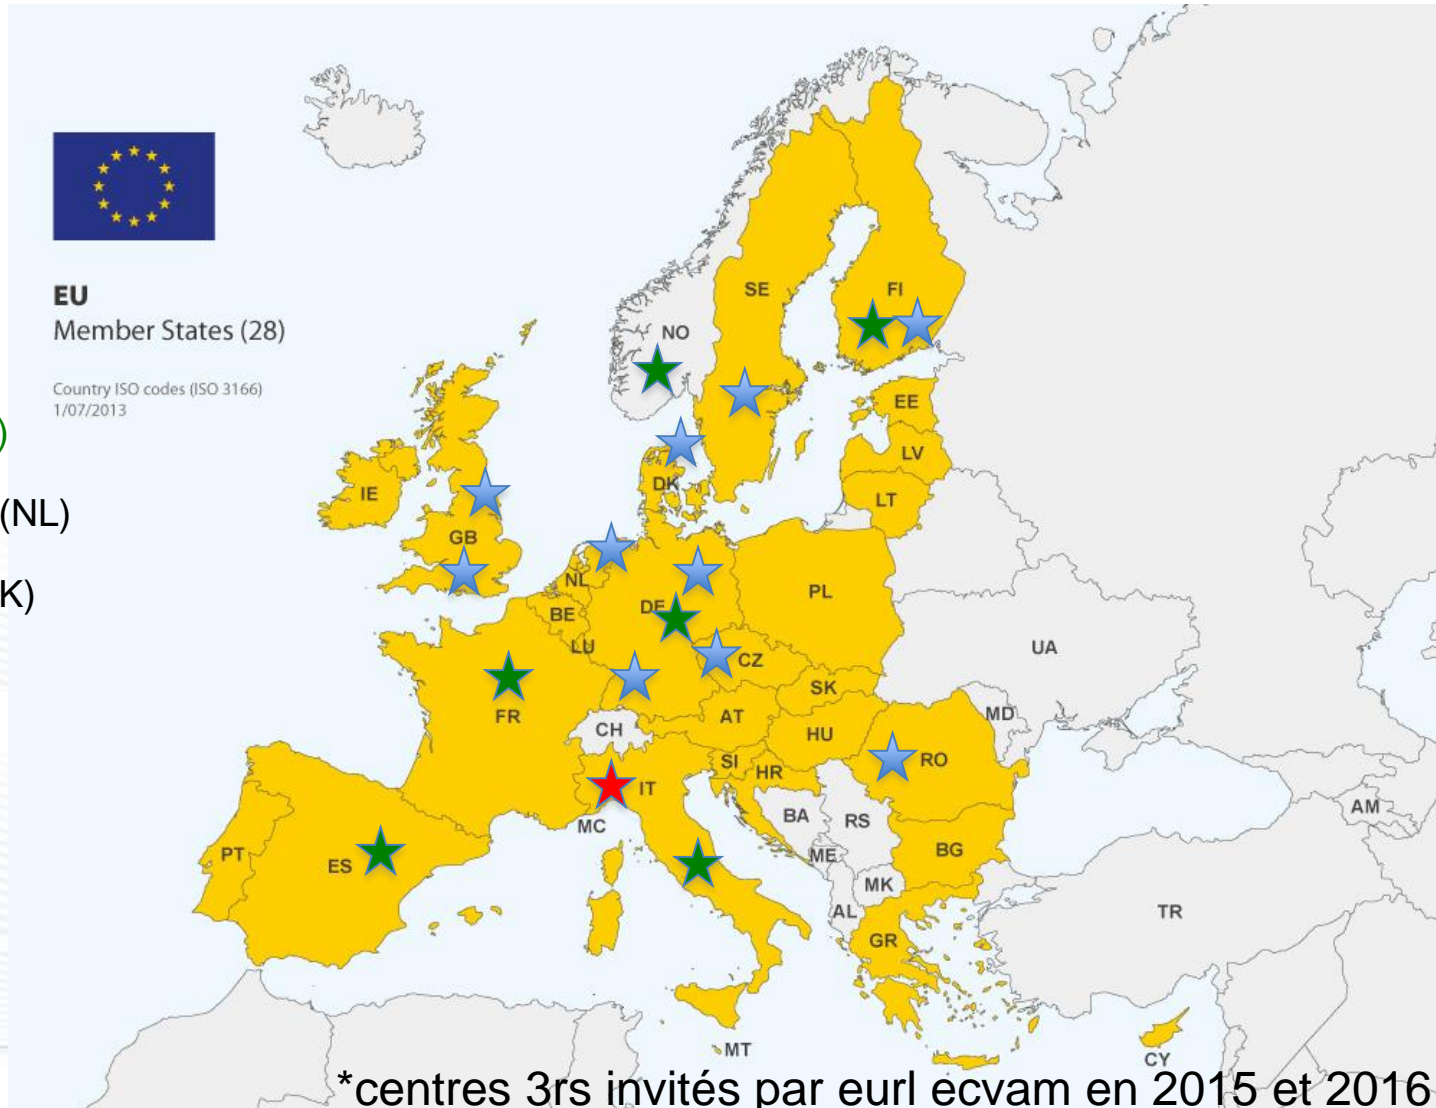 EU
Member States (28)
Country ISO codes (ISO 3166)
1/07/2013
)
(NL)
K)
SE
FI
NO
EE
LV
LT
DK
IE
GB
NL
BE
LU
DE
PL
CZ
SK
UA
FR
CH
AT
HU
MD
SI
HR
RO
IT
MC
BA
RS
ME
BG
AM
PT
ES
MK
AL
GR
TR
MT
CY
*centres 3rs invités par eurl ecvam en 2015 et 2016